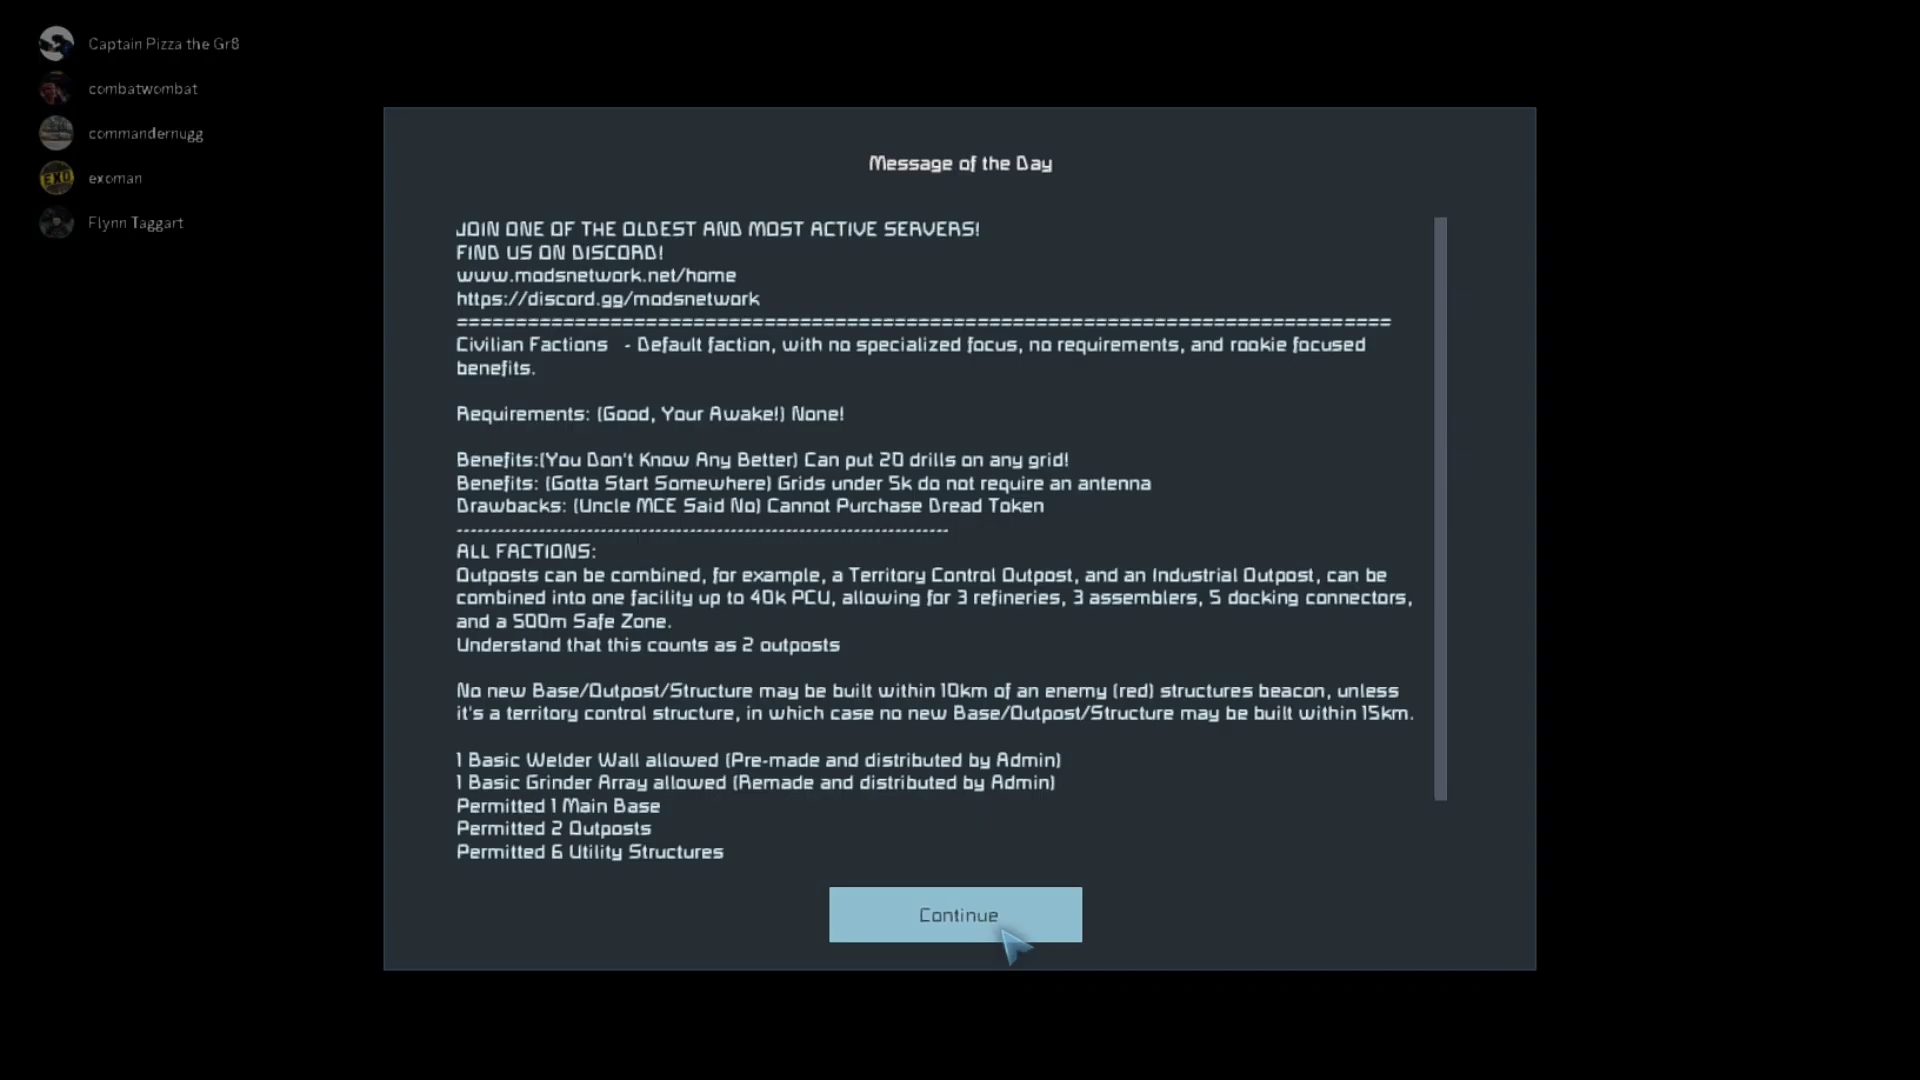 Captain Pizza the Gr8
combatwombat
commandernugg
EXO
exoman
Flynn Taggart
Message of the Day
JOIN ONE OF THE OLDEST AND MOST ACTIVE SERVERS!
FIND US ON DISCORD!
www.modsnetwork.net/home
https://discord.gg/modsnetwork
===============================================================================
Civilian Factions  - Default faction, with no specialized focus, no requirements, and rookie focused
benefits.
Requirements: (Good, Your Awake!) None!
Benefits:(You Don't Know Any Better) Can put 20 drills on any grid!
Benefits: (Gotta Start Somewhere) Grids under 5k do not require an antenna
Drawbacks: (Uncle MCE Said No) Cannot Purchase Dread Token
--------------------------------------------------------------------------
ALL FACTIONS:
Outposts can be combined, for example, a Territory Control Outpost, and an Industrial Outpost, can be
combined into one facility up to 40k PCU, allowing for 3 refineries, 3 assemblers, 5 docking connectors,
and a 500m Safe Zone.
Understand that this counts as 2 outposts
No new Base/Outpost/Structure may be built within 10km of an enemy (red) structures beacon, unless
it's a territory control structure, in which case no new Base/Outpost/Structure may be built within 15km.
1 Basic Welder Wall allowed (Pre-made and distributed by Admin)
1 Basic Grinder Array allowed (Remade and distributed by Admin)
Permitted 1 Main Base
Permitted 2 Outposts
Permitted 6 Utility Structures
Continue